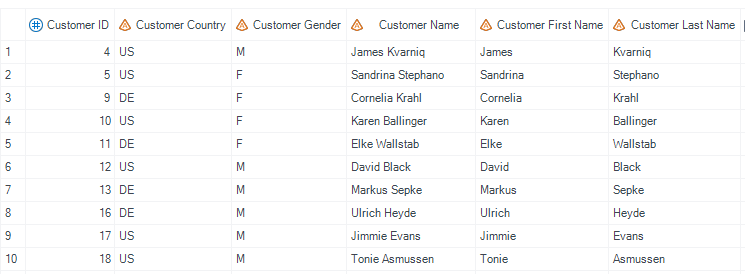 Customer ID Customer Country Customer Gender Customer Name Customer First Name Customer Last Name
1 4 US M James Kvarniq James Kvarniq
2 5 US F Sandrina Stephano Sandrina Stephano
3 9 DE F Cornelia Krahl Cornelia Krahl
4 10 US F Karen Ballinger Karen Ballinger
5 11 DE F Elke Wallstab Elke Wallstab
6 12 US M David Black David Black
7 13 DE M Markus Sepke Markus Sepke
8 16 DE M Ulrich Heyde Ulrich Heyde
9 17 US M Jimmie Evans Jimmie Evans
10 18 US M Tonie Asmussen Tonie Asmussen